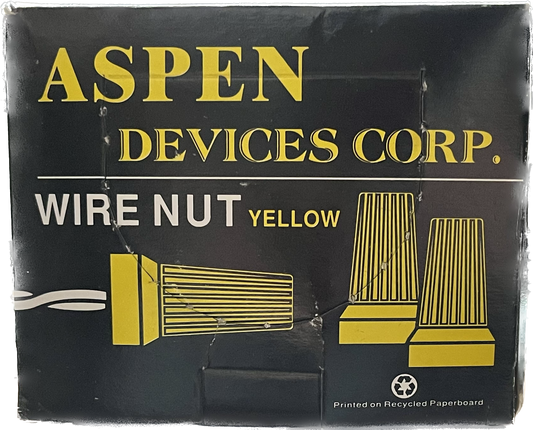 ASPEN
DEVICES CORP.
WIRE NUT YELLOW
Printed on Recycled Paperboard